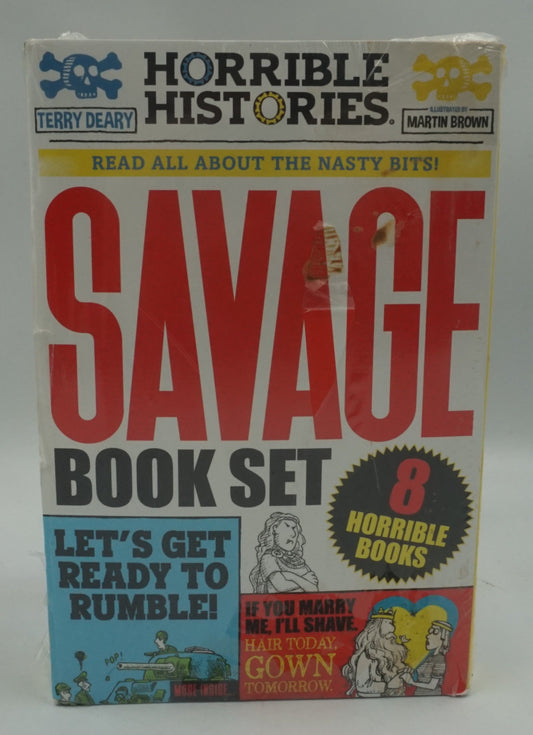 HORRIBLE
HISTORIES®
TERRY DEARY
ILLUSTRATED BY
MARTIN BROWN
READ ALL ABOUT THE NASTY BITS!
SAVAGE
BOOK SET
8
HORRIBLE
BOOKS
LET'S GET
READY TO
RUMBLE!
POP!
MORE INSIDE
IF YOU MARRY
ME, I'LL SHAVE.
HAIR TODAY,
GOWN
TOMORROW.